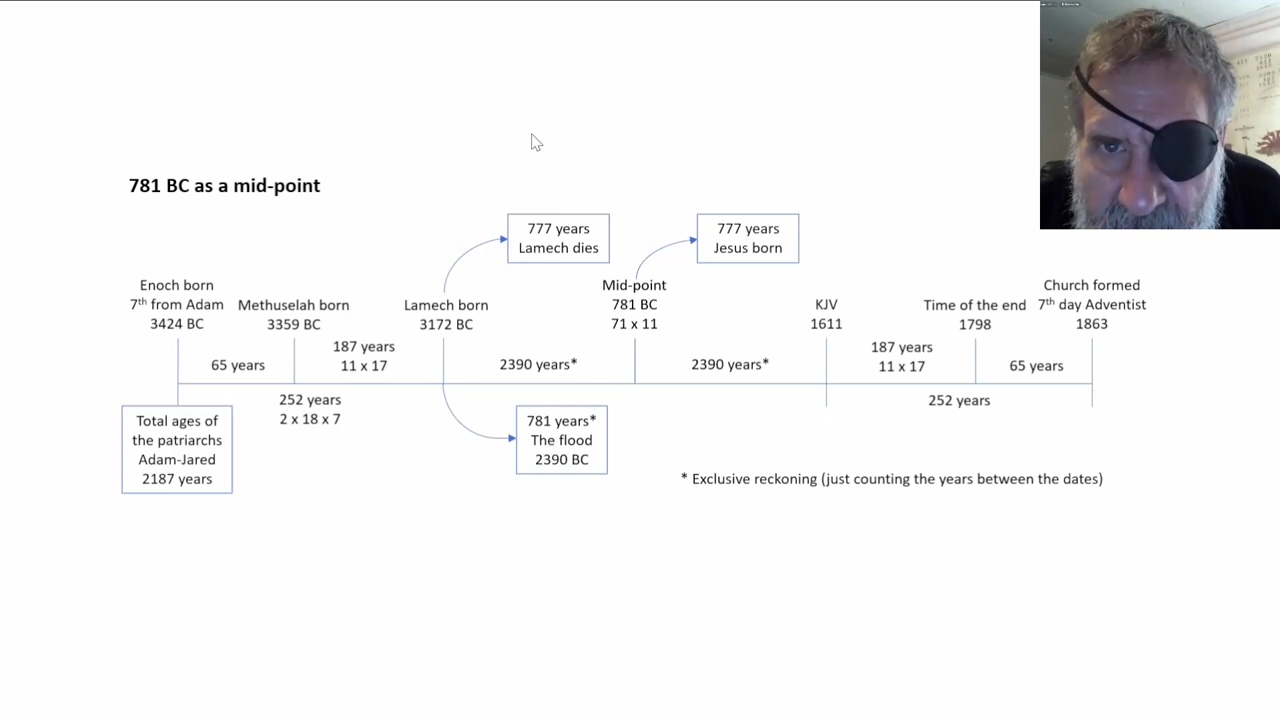 781 BC as a mid-point
777 years
Lamech dies
777 years
Jesus born
Enoch born
7th from Adam
3424 BC
Methuselah born
3359 BC
Lamech born
3172 BC
Mid-point
781 BC
71 x 11
KJV
1611
Time of the end
1798
Church formed
7th day Adventist
1863
65 years
187 years
11 x 17
2390 years*
2390 years*
187 years
11 x 17
65 years
252 years
2 x 18 x 7
252 years
Total ages of
the patriarchs
Adam-Jared
2187 years
781 years*
The flood
2390 BC
* Exclusive reckoning (just counting the years between the dates)